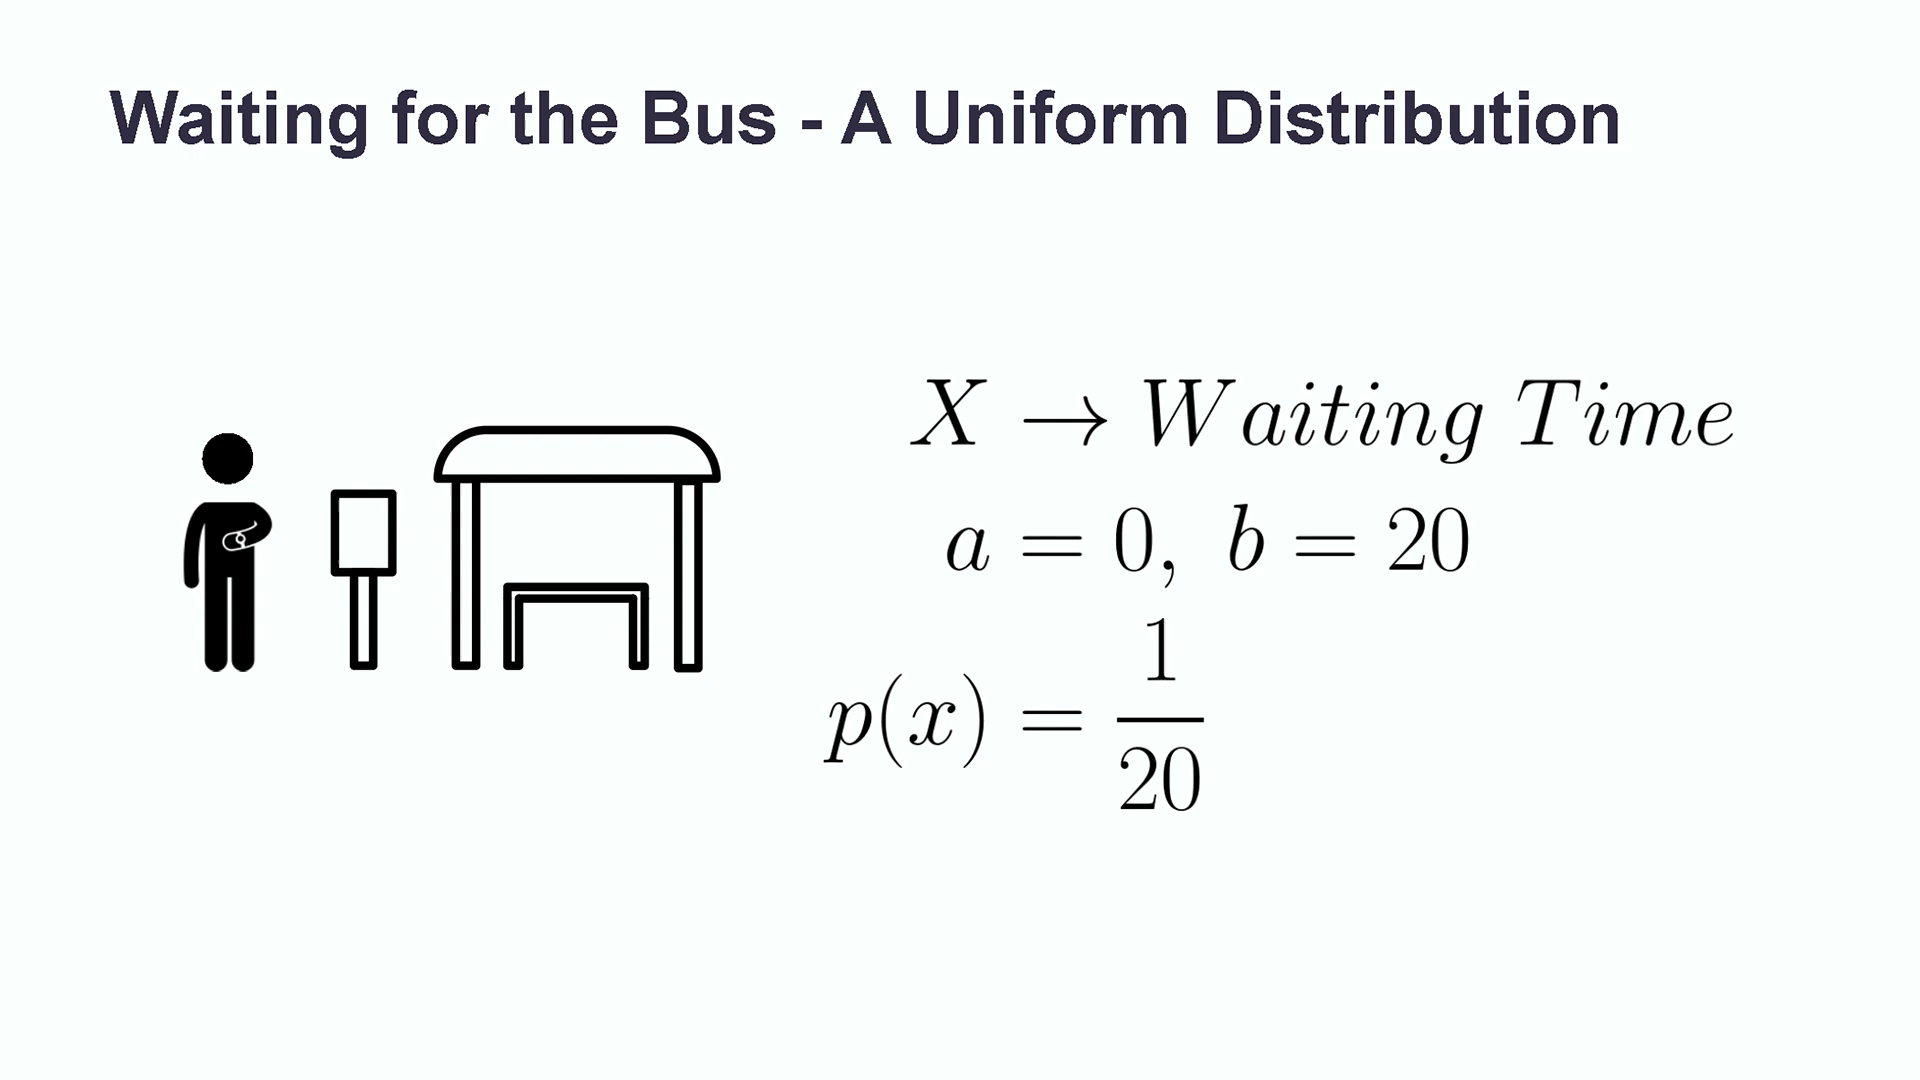 Waiting for the Bus - A Uniform Distribution
X → Waiting Time
a = 0, b = 20
p(x) = 1/20